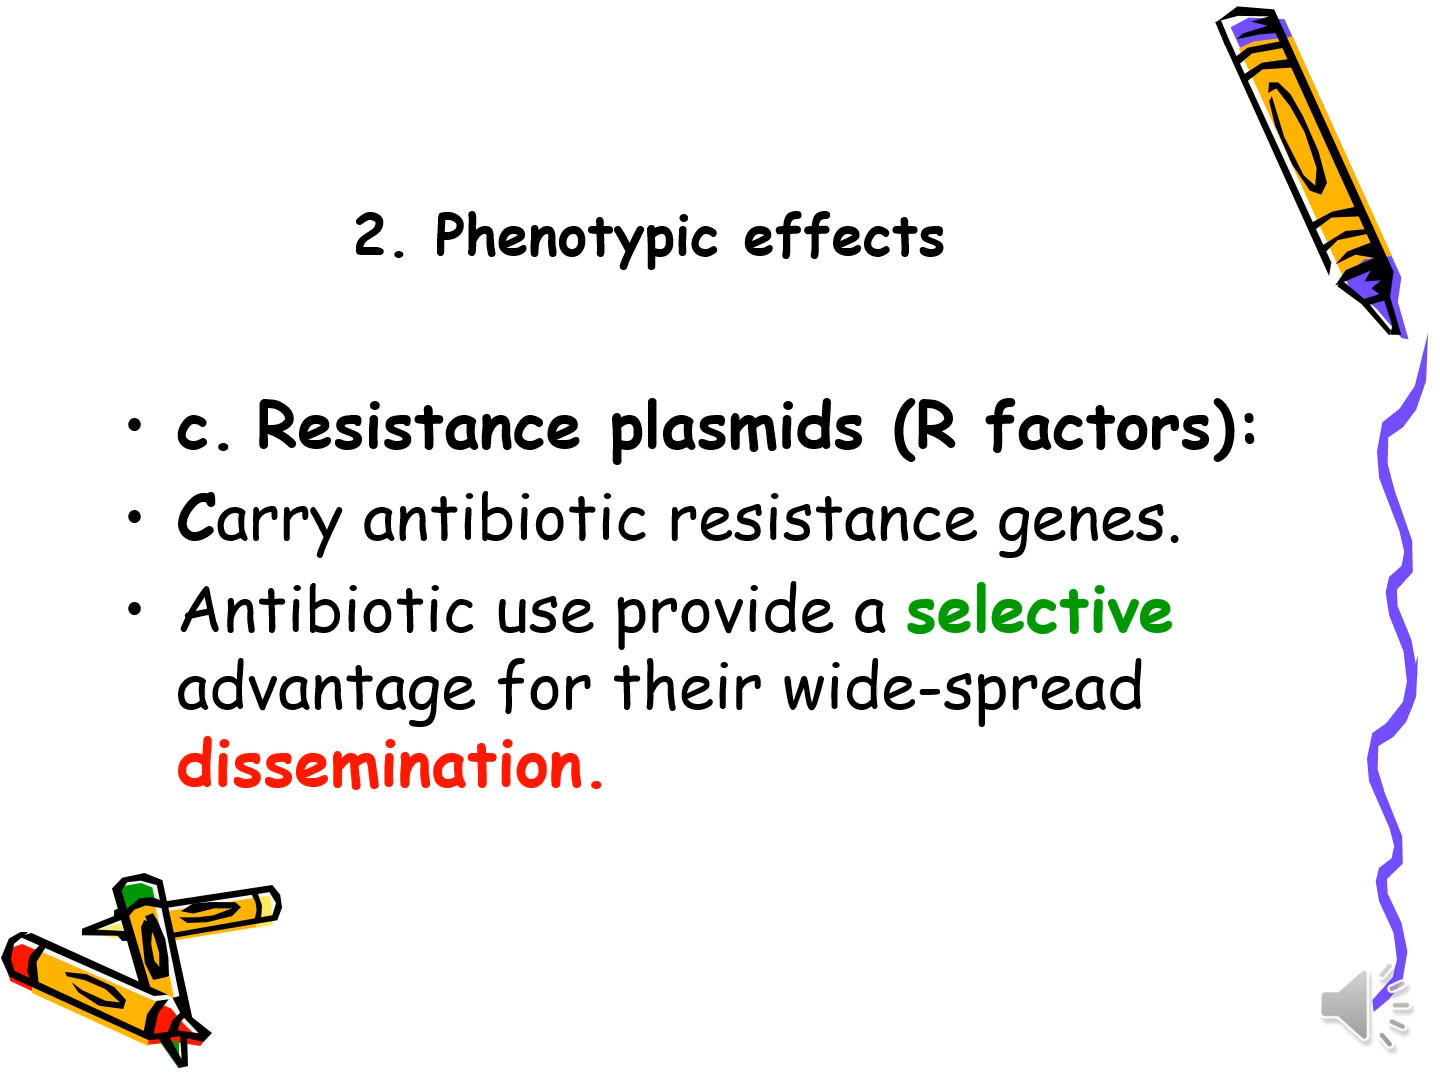 2. Phenotypic effects
• c. Resistance plasmids (R factors):
• Carry antibiotic resistance genes.
• Antibiotic use provide a selective
advantage for their wide-spread
dissemination.